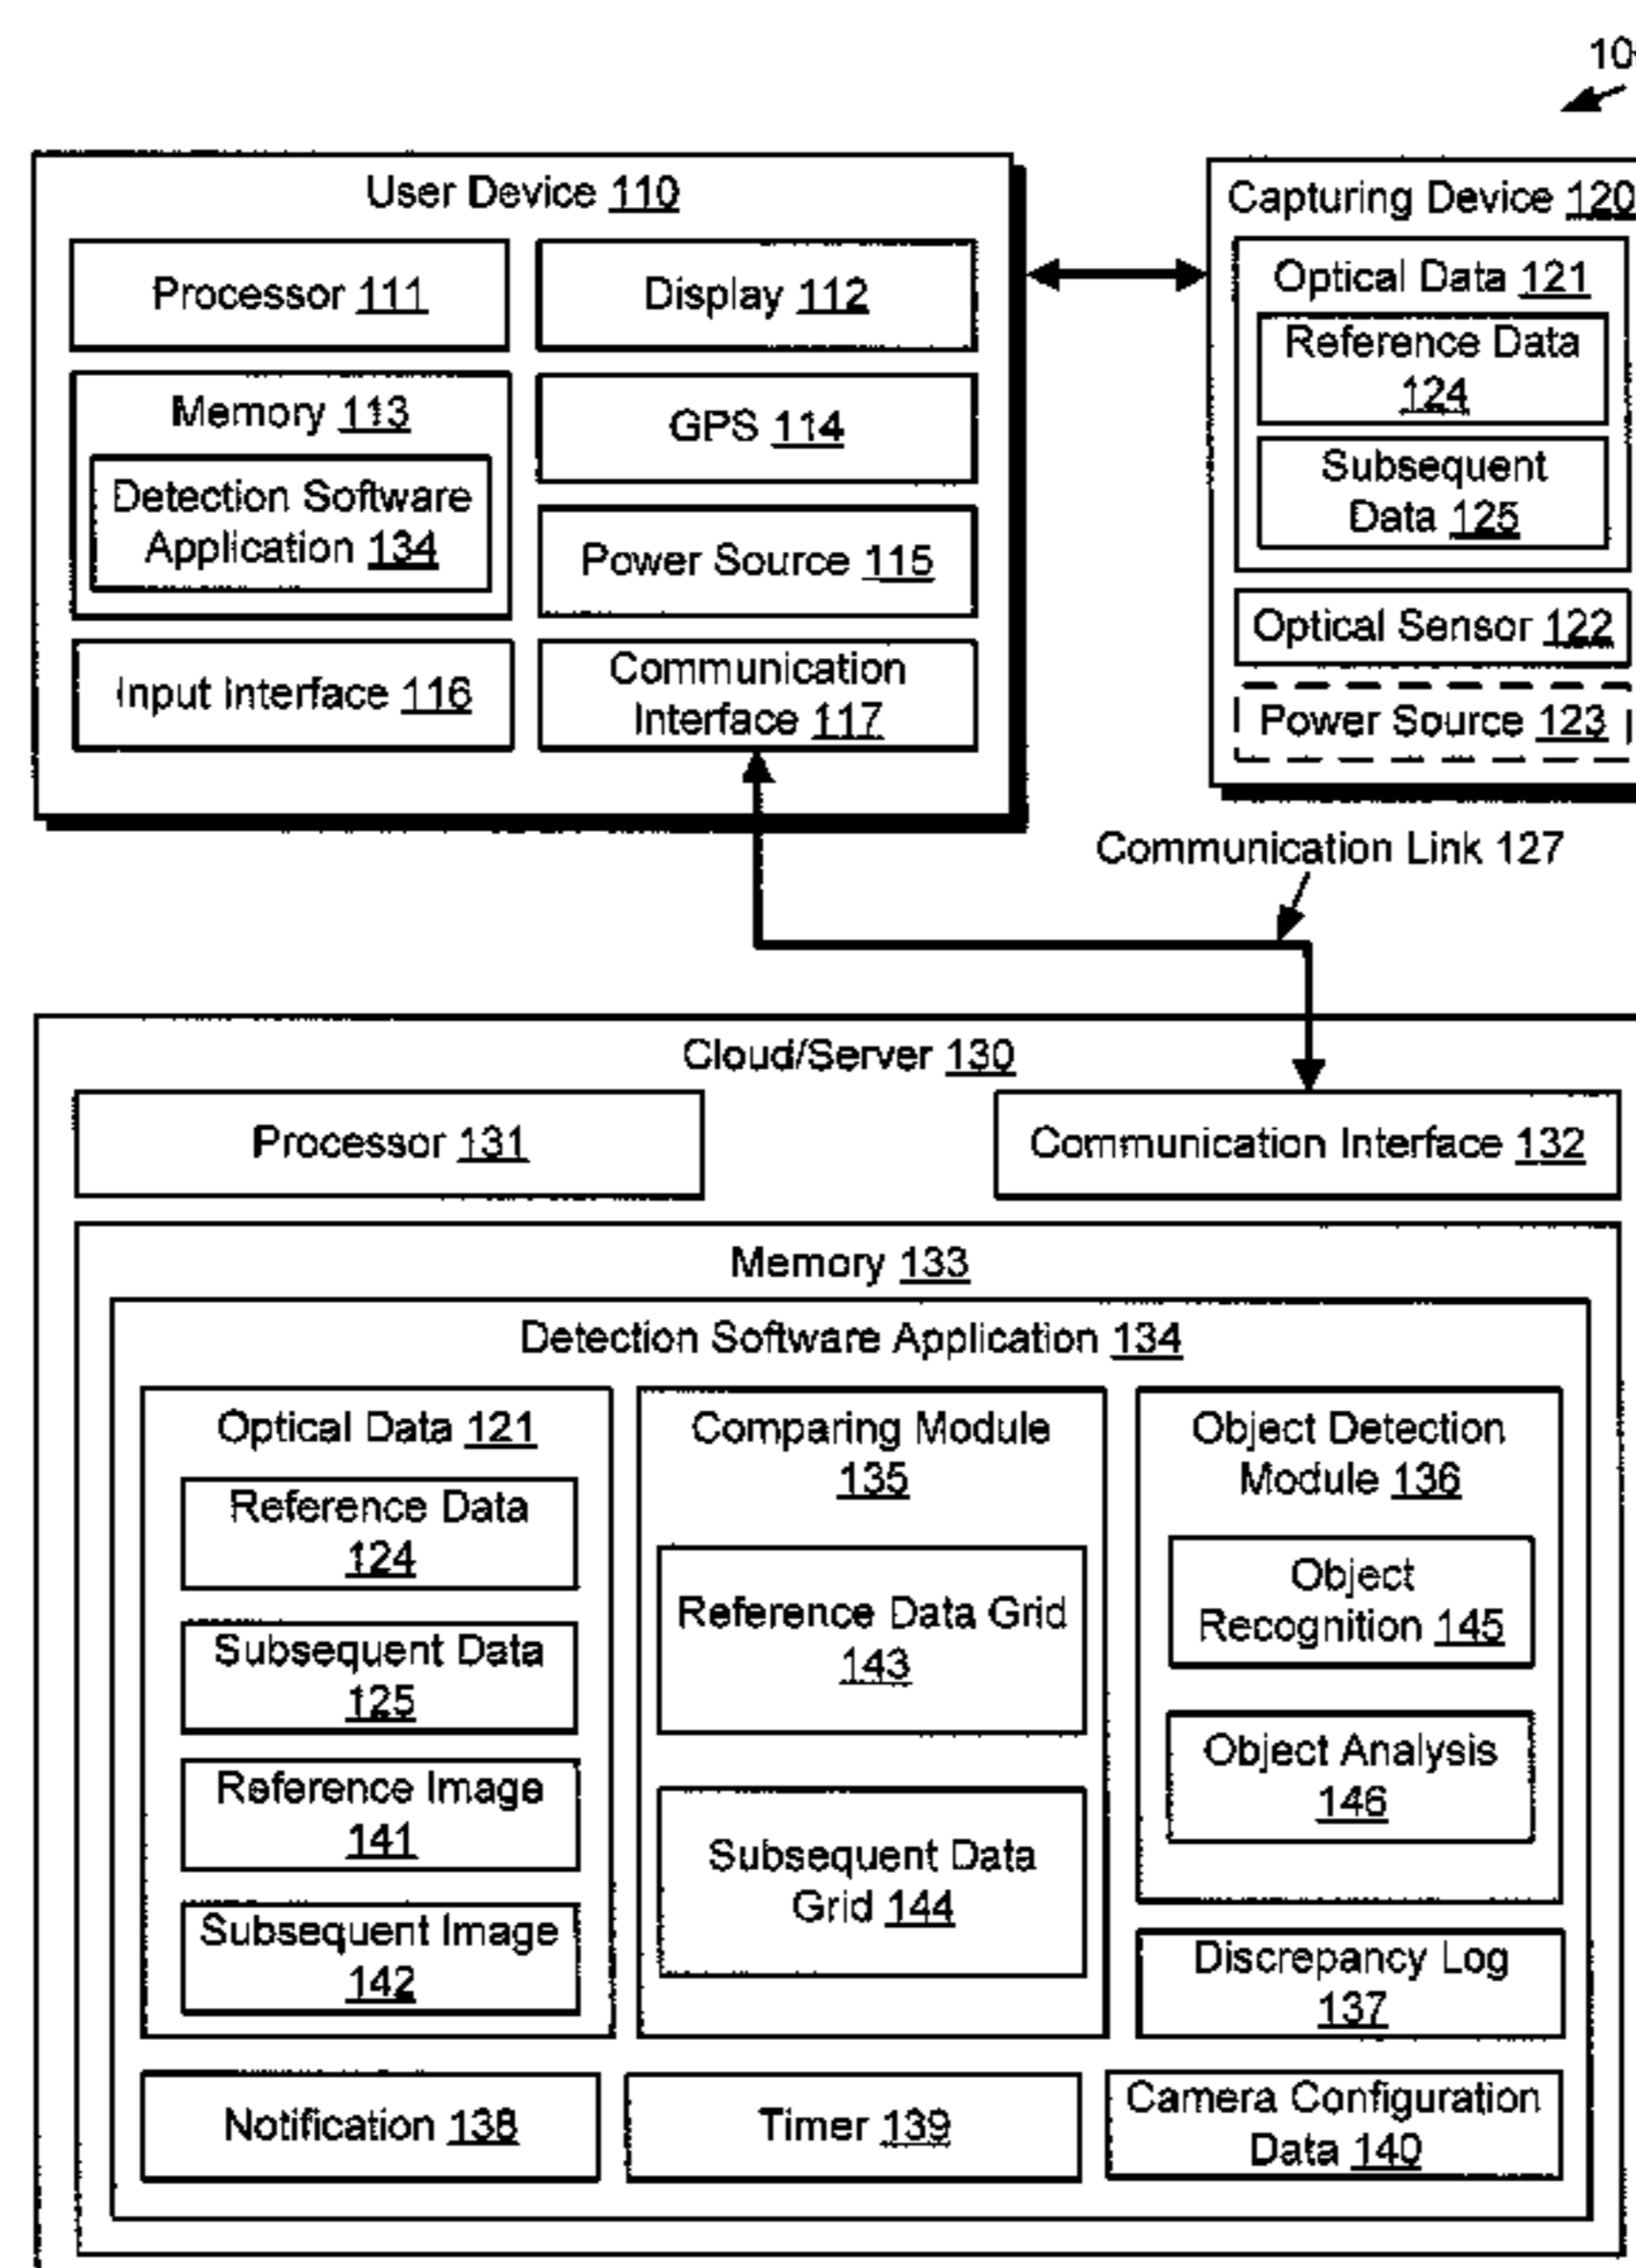 User Device 110
Processor 111
Display 112
Memory 113
Detection Software
Application 134
GPS 114
Power Source 115
Input Interface 116
Communication
Interface 117
Capturing Device 120
Optical Data 121
Reference Data
124
Subsequent
Data 125
Optical Sensor 122
Power Source 123
Communication Link 127
Cloud/Server 130
Processor 131
Communication Interface 132
Memory 133
Detection Software Application 134
Optical Data 121
Reference Data
124
Subsequent Data
125
Reference Image
141
Subsequent Image
142
Comparing Module
135
Reference Data Grid
143
Subsequent Data
Grid 144
Object Detection
Module 136
Object
Recognition 145
Object Analysis
146
Discrepancy Log
137
Notification 138
Timer 139
Camera Configuration
Data 140